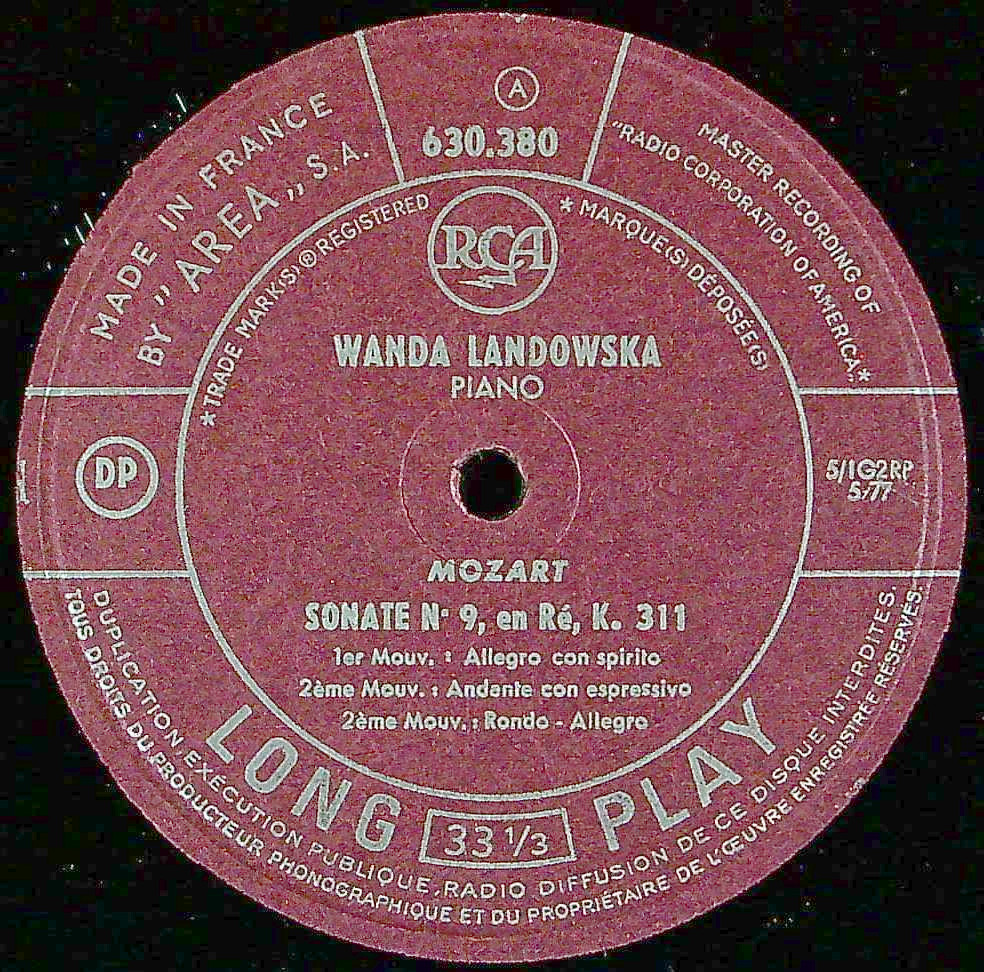 A
630.380
MADE IN FRANCE
BY "AREA" S.A.
MASTER RECORDING OF
"RADIO CORPORATION OF AMERICA"*
*TRADE MARK(S) ® REGISTERED
* MARQUE(S) DÉPOSÉE(S)
RCA
WANDA LANDOWSKA
PIANO
DP
5/1G2RP
5/77
MOZART
SONATE N° 9, en Ré, K. 311
1er Mouv. : Allegro con spirito
2ème Mouv. : Andante con espressivo
2ème Mouv. : Rondo - Allegro
LONG PLAY
33 1/3
DUPLICATION EXÉCUTION PUBLIQUE, RADIO DIFFUSION DE CE DISQUE INTERDITES.
TOUS DROITS DU PRODUCTEUR PHONOGRAPHIQUE ET DU PROPRIÉTAIRE DE L'ŒUVRE ENREGISTRÉE RÉSERVÉS.